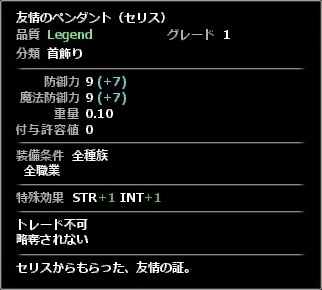 友情のペンダント（セリス）
品質 Legend グレード 1
分類 首飾り
防御力 9 (+7)
魔法防御力 9 (+7)
重量 0.10
付与許容値 0
装備条件 全種族
全職業
特殊効果 STR+1 INT+1
トレード不可
略奪されない
セリスからもらった、友情の証。